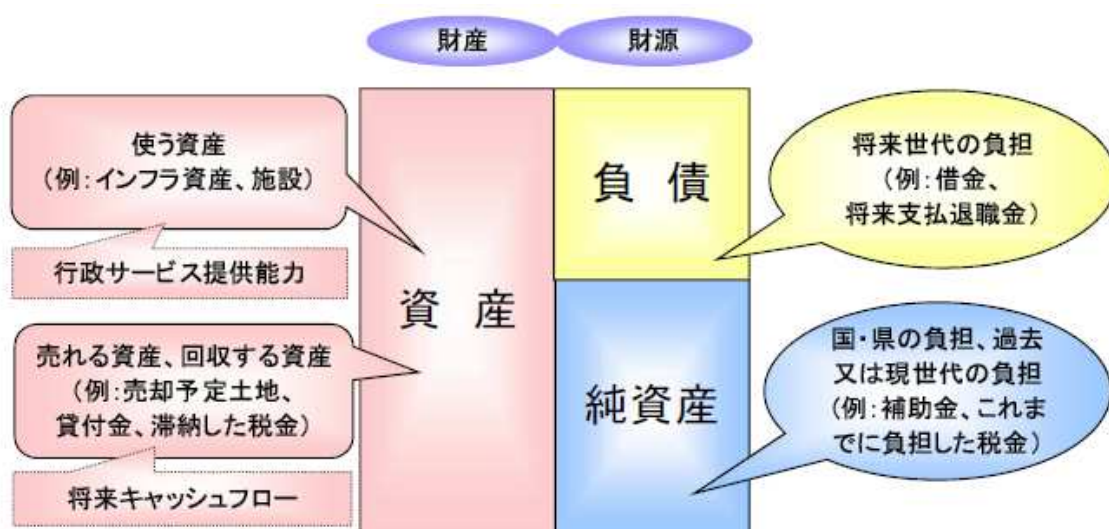 財産
財源
使う資産
（例：インフラ資産、施設）
行政サービス提供能力
売れる資産、回収する資産
（例：売却予定土地、
貸付金、滞納した税金）
将来キャッシュフロー
資 産
負 債
純資産
将来世代の負担
（例：借金、
将来支払退職金）
国・県の負担、過去
又は現世代の負担
（例：補助金、これま
でに負担した税金）